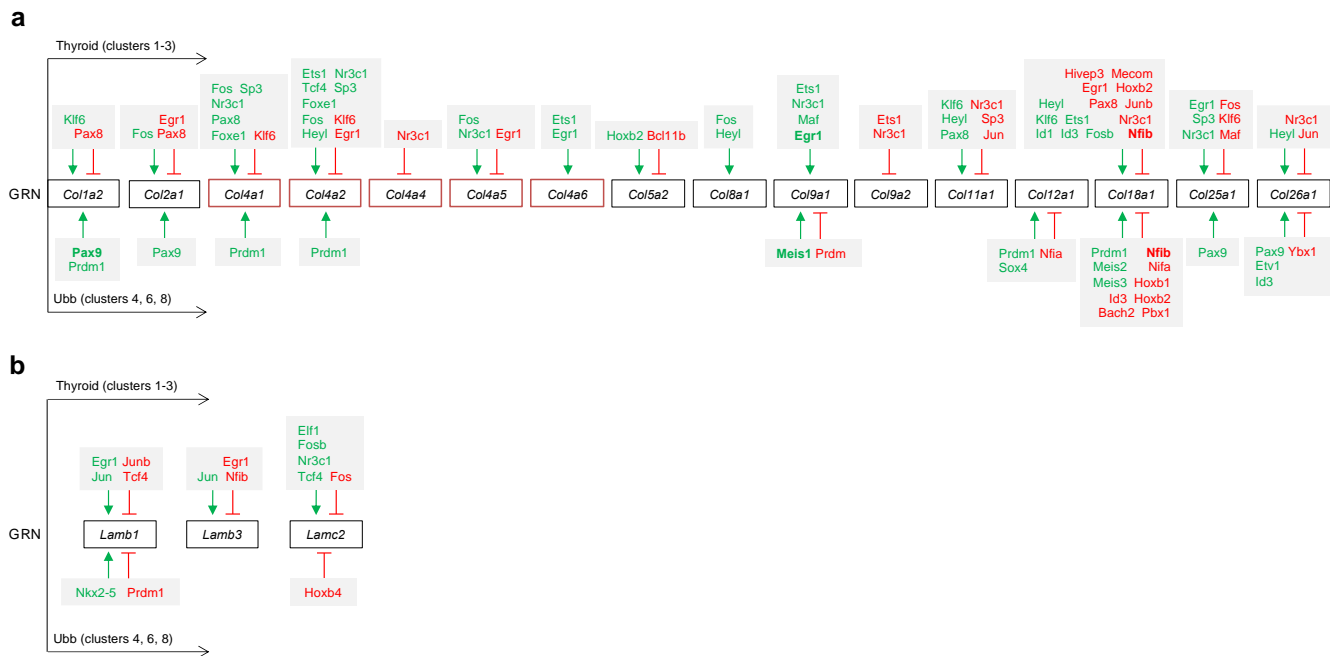 a
Thyroid (clusters 1-3)
Klf6
Pax8
Egr1
Fos Pax8
Fos Sp3
Nr3c1
Pax8
Foxe1 Klf6
Ets1 Nr3c1
Tcf4 Sp3
Foxe1
Fos Klf6
Heyl Egr1
Nr3c1
Fos
Nr3c1 Egr1
Ets1
Egr1
Hoxb2 Bcl11b
Fos
Heyl
Ets1
Nr3c1
Maf
Egr1
Ets1
Nr3c1
Klf6 Nr3c1
Heyl Sp3
Pax8 Jun
Hivep3 Mecom
Egr1 Hoxb2
Heyl Pax8 Junb
Klf6 Ets1 Nr3c1
Id1 Id3 Fosb Nfib
Egr1 Fos
Sp3 Klf6
Nr3c1 Maf
Nr3c1
Heyl Jun
GRN
Col1a2
Col2a1
Col4a1
Col4a2
Col4a4
Col4a5
Col4a6
Col5a2
Col8a1
Col9a1
Col9a2
Col11a1
Col12a1
Col18a1
Col25a1
Col26a1
Pax9
Prdm1
Pax9
Prdm1
Prdm1
Meis1 Prdm
Prdm1 Nfia
Sox4
Prdm1 Nfib
Meis2 Nifa
Meis3 Hoxb1
Id3 Hoxb2
Bach2 Pbx1
Pax9
Pax9 Ybx1
Etv1
Id3
Ubb (clusters 4, 6, 8)
b
Thyroid (clusters 1-3)
Egr1 Junb
Jun Tcf4
Egr1
Jun Nfib
Elf1
Fosb
Nr3c1
Tcf4 Fos
GRN
Lamb1
Lamb3
Lamc2
Nkx2-5 Prdm1
Hoxb4
Ubb (clusters 4, 6, 8)